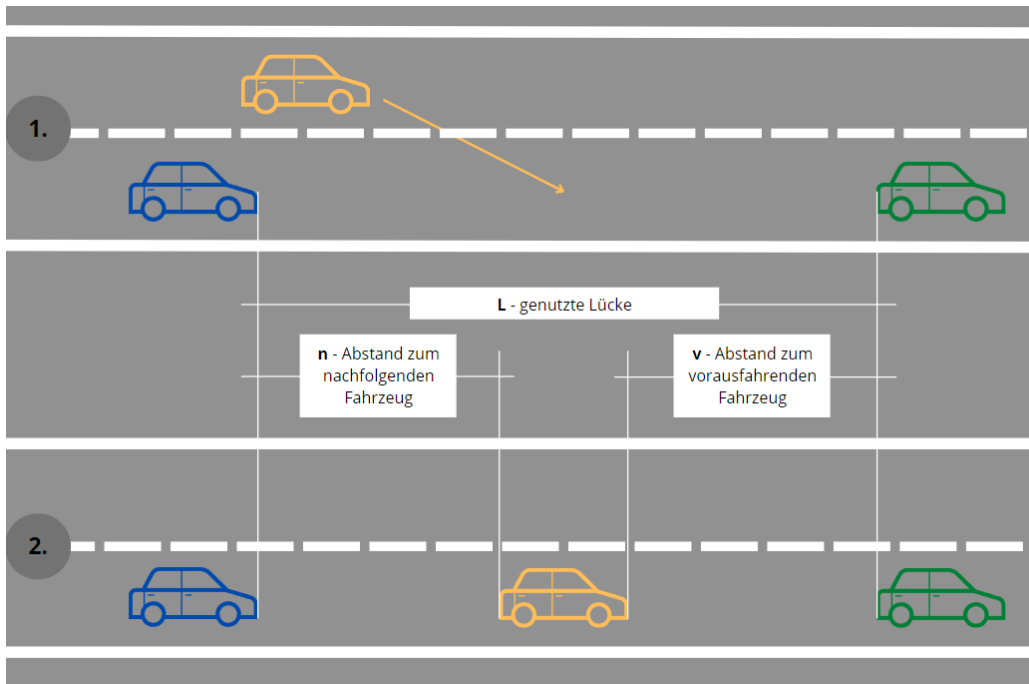 1.
L - genutzte Lücke
n - Abstand zum
nachfolgenden
Fahrzeug
v - Abstand zum
vorausfahrenden
Fahrzeug
2.